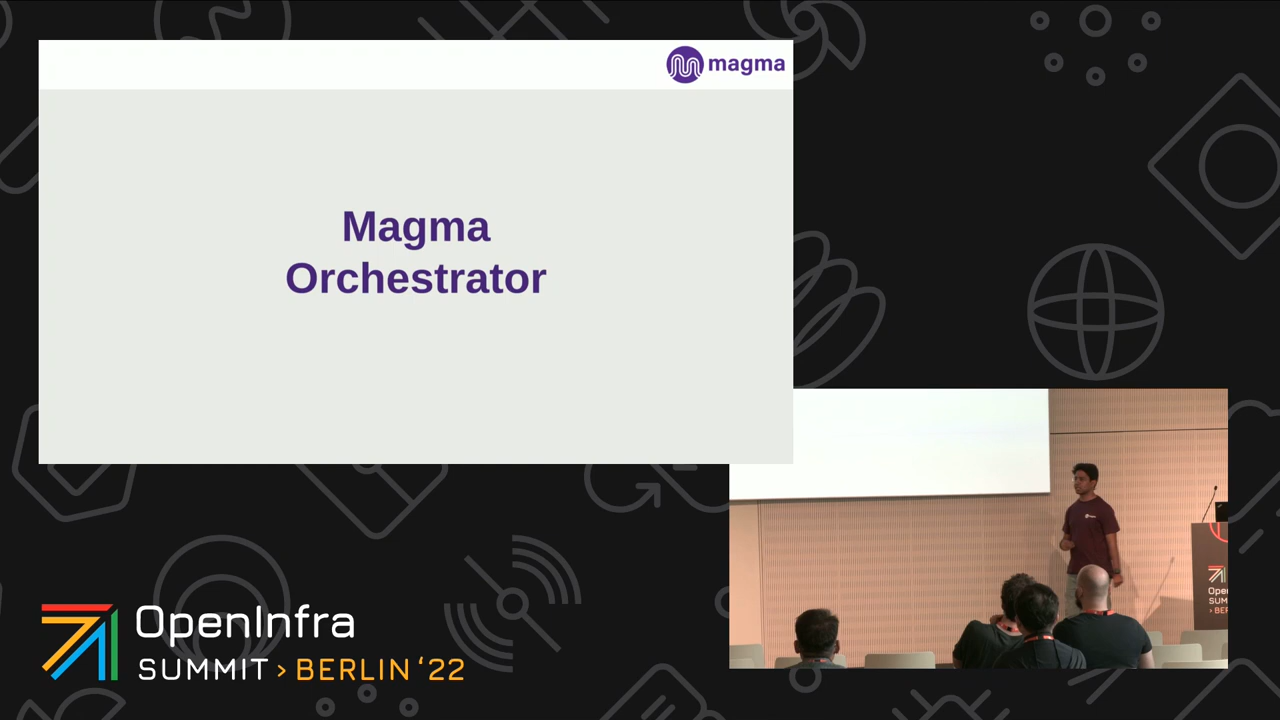 magma
Magma
Orchestrator
OpenInfra
SUMMIT > BERLIN '22